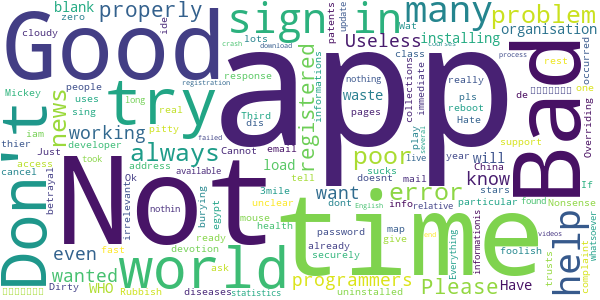 blank
zero
cloudy
ide
Mickey
people
uses
thier
cancel
Good
properly
lots
response
sing
iam
Third
dis
sign in
many
problem
patents
Wat
update
Useless
installing
organisation
crash
download
courses
process
registration
class
immediate
nothing
really
pls
reboot
Hate
occurred
Don't
news
working
developer
access
betrayal
Just
Ok
took
address
available
try
always
long
real
pitty
failed
Cannot
email
load
registered
informations
collections
waste
pages
play
live
year
will
de
rest
one
support
China
stars
Overriding
If
app
Bad
Not
time
world
want
poor
error
know
help
tell
doesnt
mail
sucks
dont
info
relative
particular
found
Nonsense
informationis
even
wanted
irrelevant
nothin
burying
egypt
3mile
unclear
mouse
health
password
already
map
give
several
English
Everything
foolish
trusts
complaint
whatsoever
videos
Have
Please
programmers
securely
uninstalled
WHO
Dirty
Rubbish
fast
devotion
diseases
ready
ask
statistics